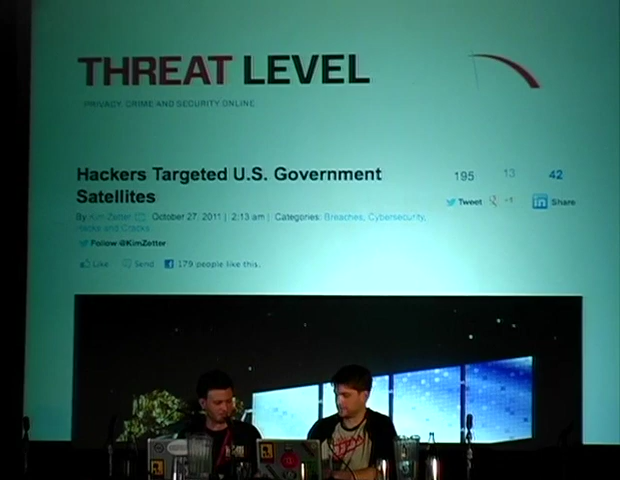 THREAT LEVEL
PRIVACY, CRIME AND SECURITY ONLINE
Hackers Targeted U.S. Government
Satellites
195 13 42
Tweet +1 in Share
By Kim Zetter October 27, 2011 | 2:13 am | Categories: Breaches, Cybersecurity,
Hacks and Cracks
Follow @KimZetter
Like Send 179 people like this.